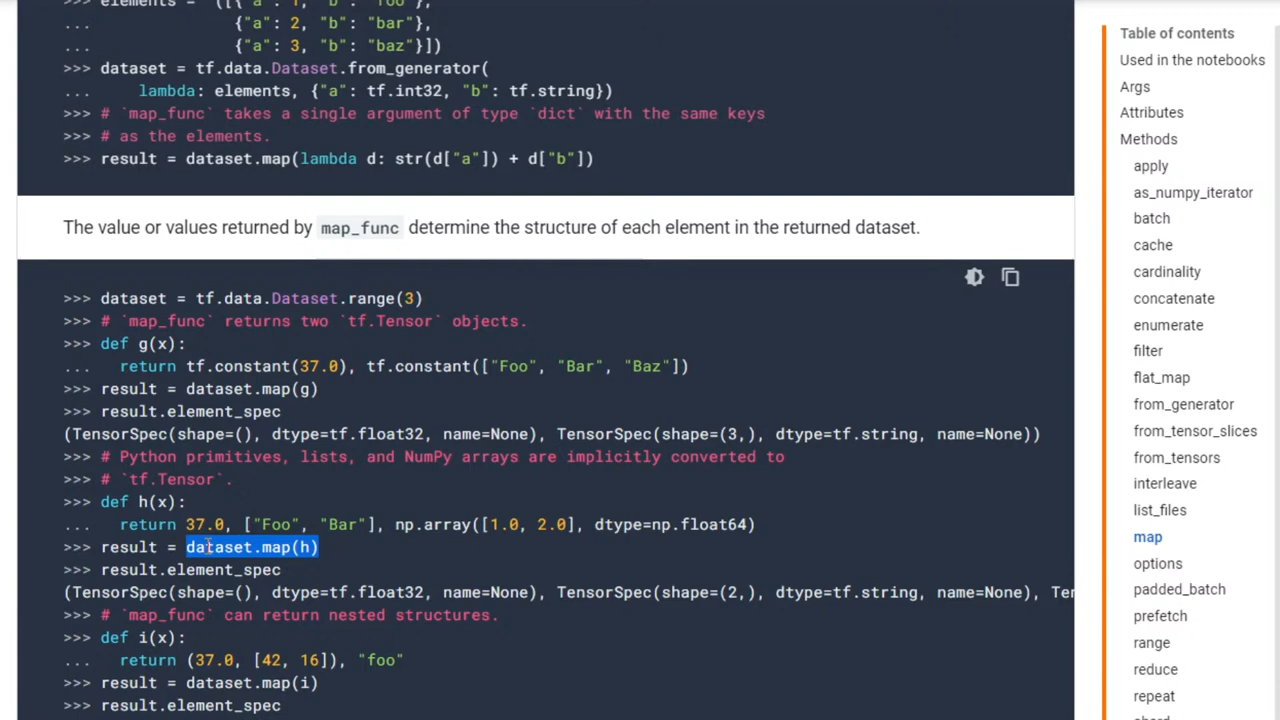 >>> elements = ([{"a": 1, "b": "foo"},
...             {"a": 2, "b": "bar"},
...             {"a": 3, "b": "baz"}])
>>> dataset = tf.data.Dataset.from_generator(
...     lambda: elements, {"a": tf.int32, "b": tf.string})
>>> # `map_func` takes a single argument of type `dict` with the same keys
>>> # as the elements.
>>> result = dataset.map(lambda d: str(d["a"]) + d["b"])
The value or values returned by map_func determine the structure of each element in the returned dataset.
>>> dataset = tf.data.Dataset.range(3)
>>> # `map_func` returns two `tf.Tensor` objects.
>>> def g(x):
...   return tf.constant(37.0), tf.constant(["Foo", "Bar", "Baz"])
>>> result = dataset.map(g)
>>> result.element_spec
(TensorSpec(shape=(), dtype=tf.float32, name=None), TensorSpec(shape=(3,), dtype=tf.string, name=None))
>>> # Python primitives, lists, and NumPy arrays are implicitly converted to
>>> # `tf.Tensor`.
>>> def h(x):
...   return 37.0, ["Foo", "Bar"], np.array([1.0, 2.0], dtype=np.float64)
>>> result = dataset.map(h)
>>> result.element_spec
(TensorSpec(shape=(), dtype=tf.float32, name=None), TensorSpec(shape=(2,), dtype=tf.string, name=None), Te
>>> # `map_func` can return nested structures.
>>> def i(x):
...   return (37.0, [42, 16]), "foo"
>>> result = dataset.map(i)
>>> result.element_spec
Table of contents
Used in the notebooks
Args
Attributes
Methods
apply
as_numpy_iterator
batch
cache
cardinality
concatenate
enumerate
filter
flat_map
from_generator
from_tensor_slices
from_tensors
interleave
list_files
map
options
padded_batch
prefetch
range
reduce
repeat